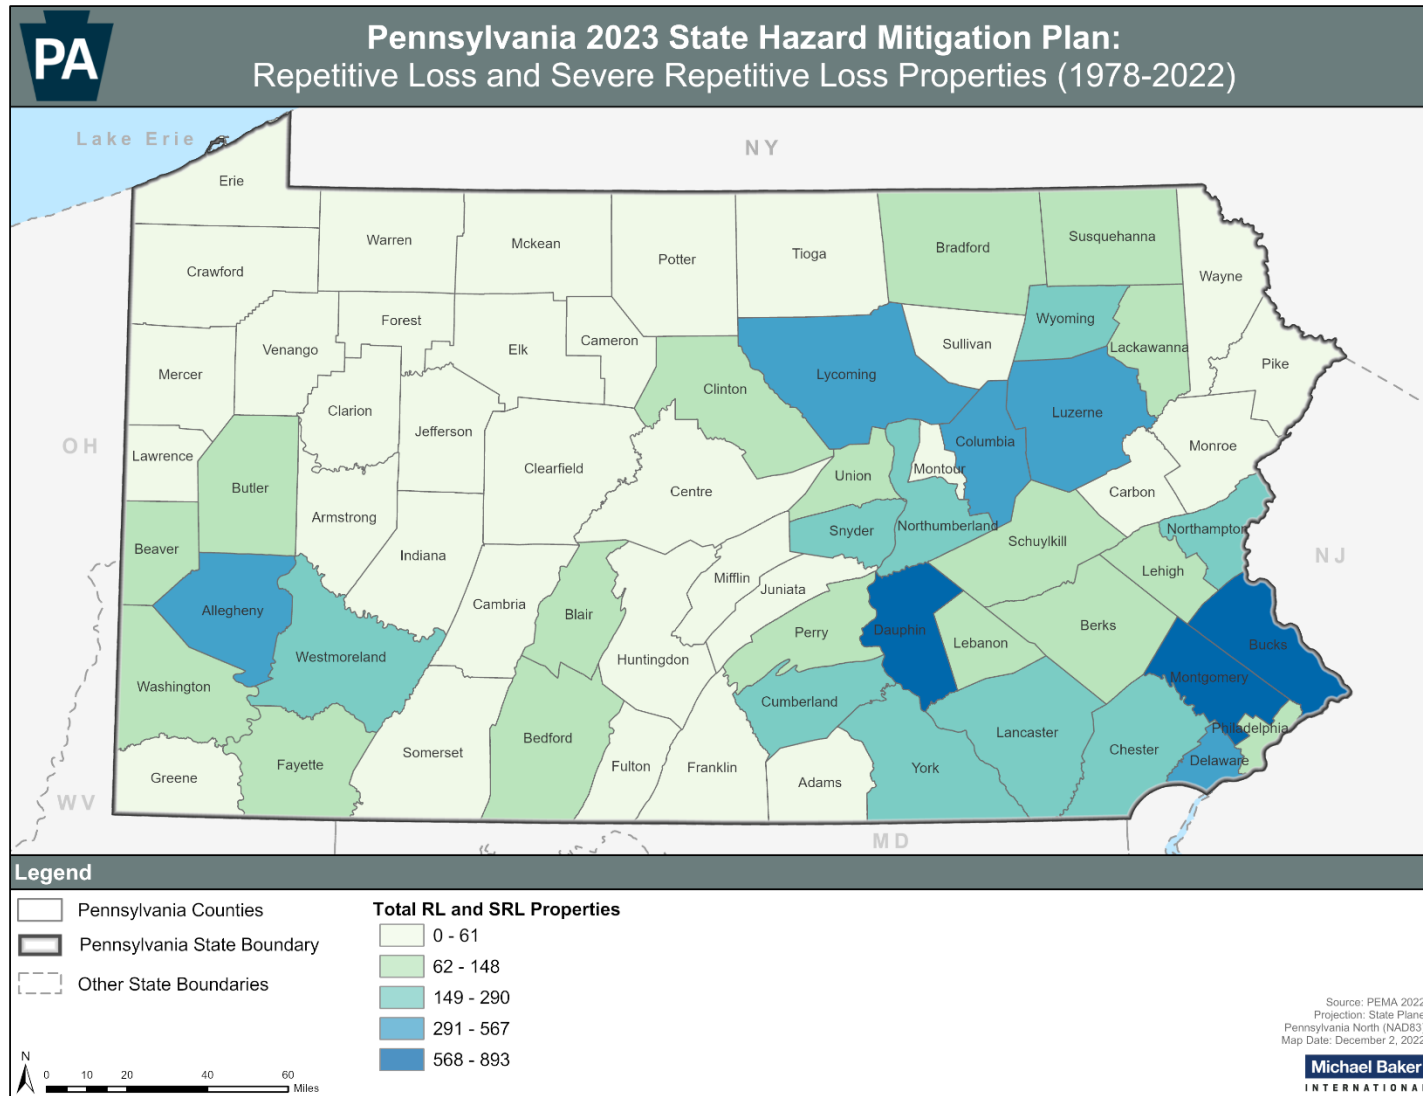 PA
Pennsylvania 2023 State Hazard Mitigation Plan:
Repetitive Loss and Severe Repetitive Loss Properties (1978-2022)
Lake Erie
NY
Erie
Warren
Mckean
Potter
Tioga
Bradford
Susquehanna
Wayne
Crawford
Forest
Venango
Elk
Cameron
Wyoming
Sullivan
Lackawanna
Pike
Mercer
Clinton
Lycoming
Clarion
Jefferson
Luzerne
Columbia
Monroe
OH
Lawrence
Clearfield
Butler
Centre
Union
Montour
Carbon
Armstrong
Snyder
Northumberland
Northampton
Schuylkill
NJ
Beaver
Indiana
Mifflin
Juniata
Lehigh
Allegheny
Cambria
Blair
Perry
Dauphin
Lebanon
Berks
Bucks
Westmoreland
Huntingdon
Montgomery
Washington
Cumberland
Philadelphia
Bedford
Lancaster
Chester
Somerset
Fayette
Fulton
Franklin
York
Delaware
Greene
Adams
WV
MD
Legend
Pennsylvania Counties
Pennsylvania State Boundary
Other State Boundaries
Total RL and SRL Properties
0 - 61
62 - 148
149 - 290
291 - 567
568 - 893
N
0 10 20 40 60
Miles
Source: PEMA 2022
Projection: State Plane
Pennsylvania North (NAD83)
Map Date: December 2, 2022
Michael Baker
INTERNATIONAL